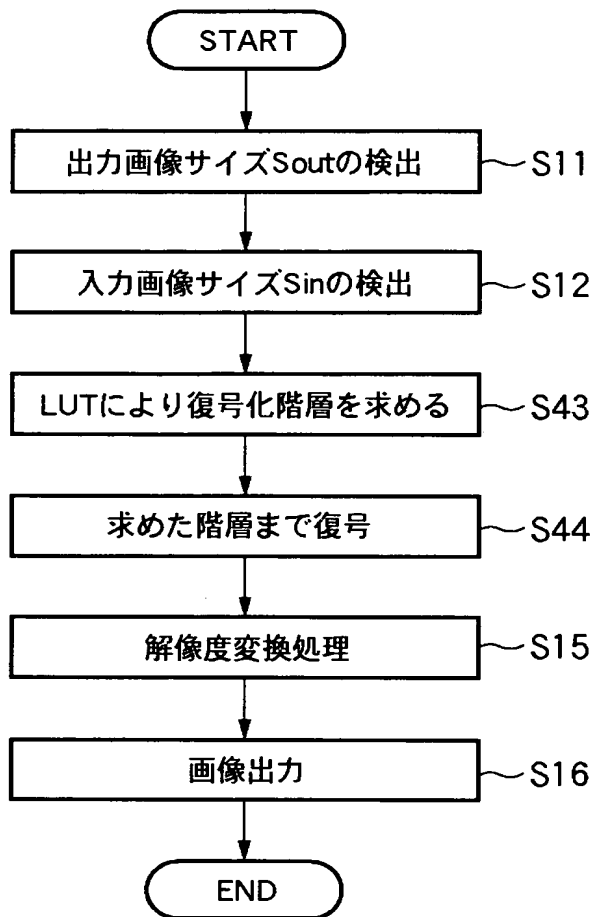 START
出力画像サイズSoutの検出
S11
入力画像サイズSinの検出
S12
LUTにより復号化階層を求める
S43
求めた階層まで復号
S44
解像度変換処理
S15
画像出力
S16
END